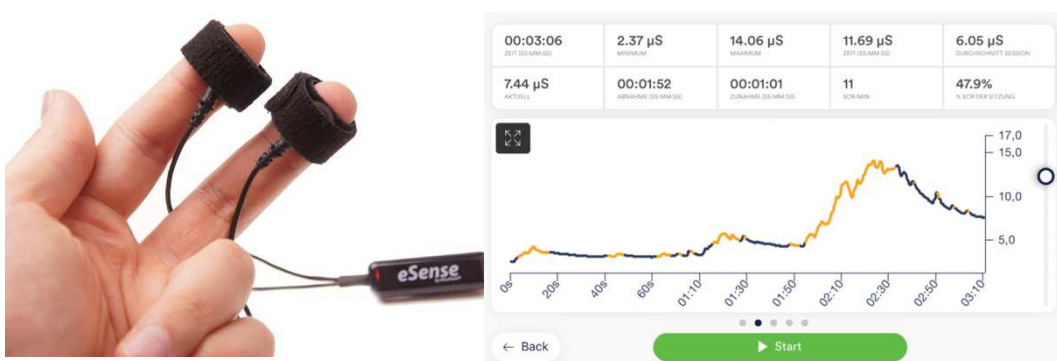 eSense
00:03:06
ZEIT (SS:MM:SS)
2.37 µS
MINIMUM
14.06 µS
MAXIMUM
11.69 µS
ZEIT (SS:MM:SS)
6.05 µS
DURCHSCHNITT SESSION
7.44 µS
AKTUELL
00:01:52
ABNAHME (SS:MM:SS)
00:01:01
ZUNAHME (SS:MM:SS)
11
SCR/MIN
47.9%
% SCR DER SITZUNG
17,0
15,0
10,0
5,0
0s
20s
40s
60s
01:10
01:30
01:50
02:10
02:30
02:50
03:10
← Back
Start